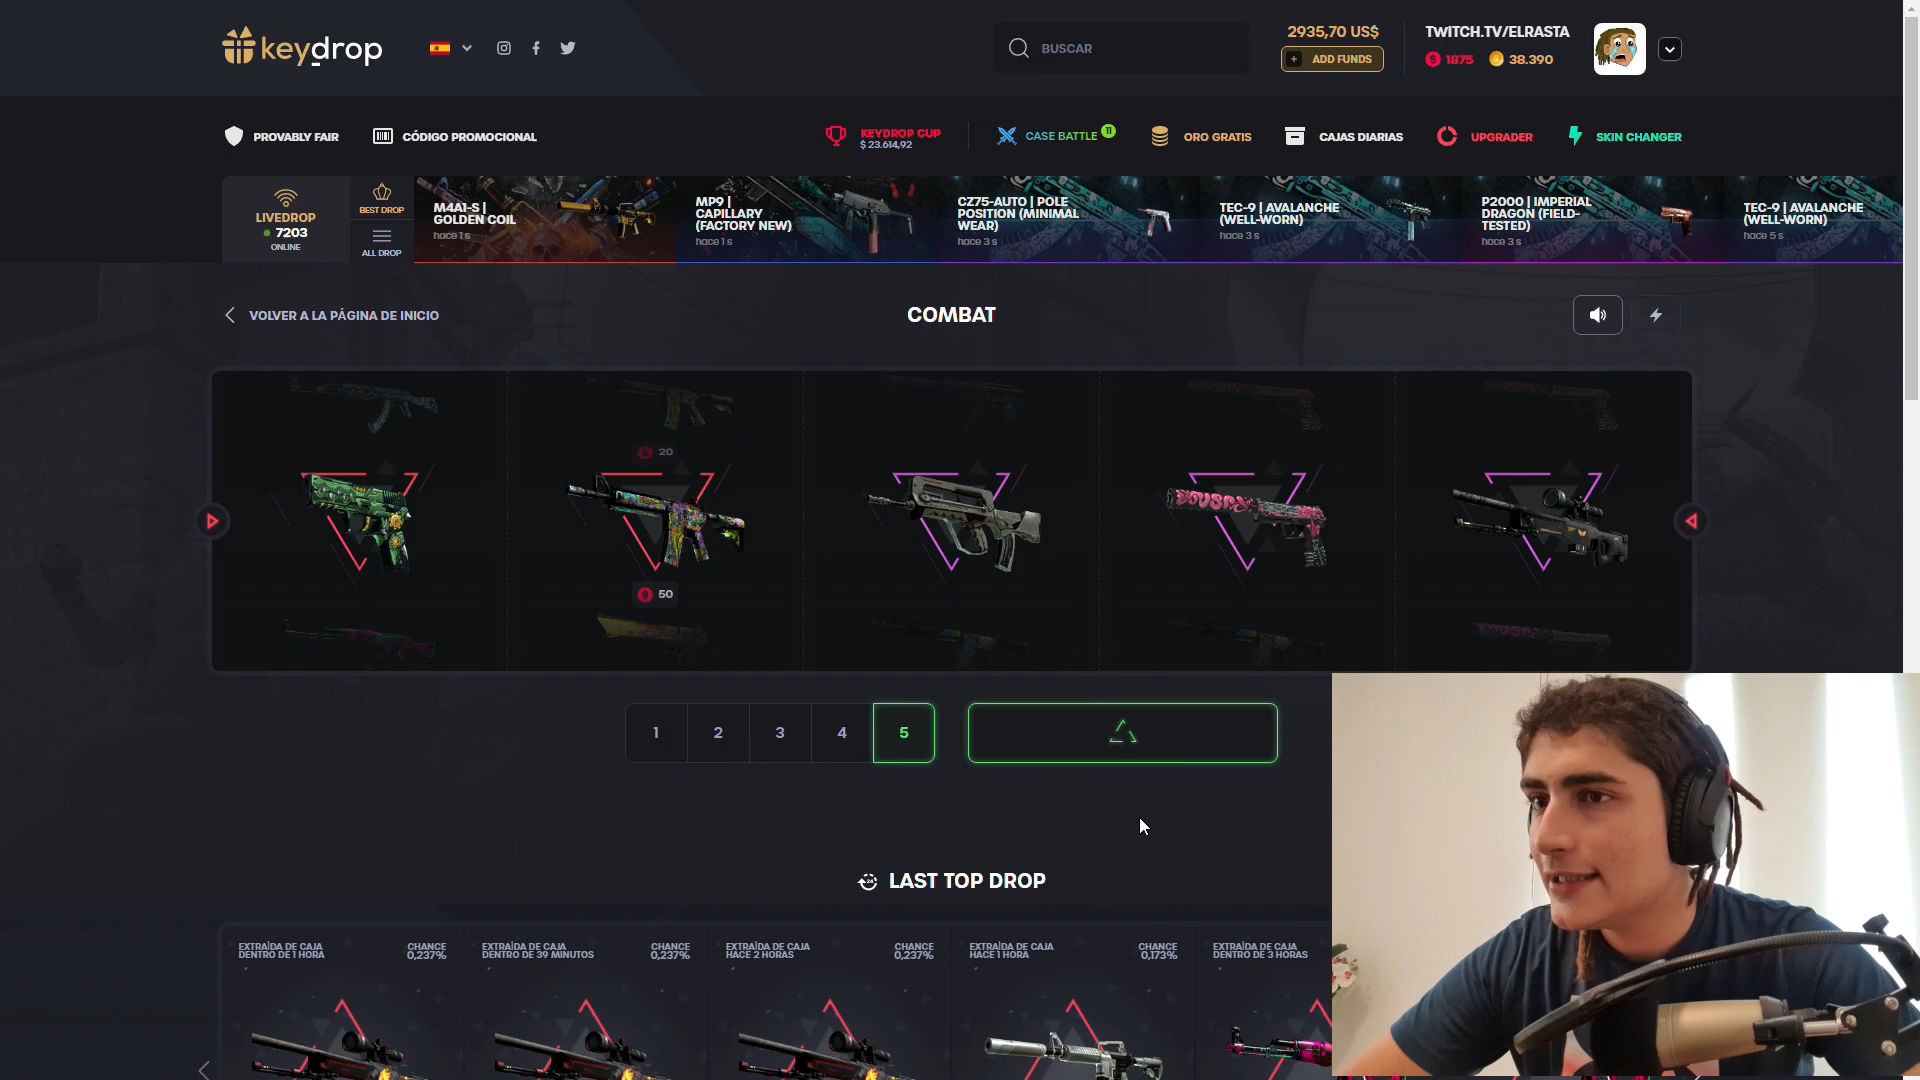 keydrop
BUSCAR
2935,70 US$
+ ADD FUNDS
TWITCH.TV/ELRASTA
1875
38.390
PROVABLY FAIR
CÓDIGO PROMOCIONAL
KEYDROP CUP
$ 23.614,92
CASE BATTLE
11
ORO GRATIS
CAJAS DIARIAS
UPGRADER
SKIN CHANGER
LIVEDROP
7203
ONLINE
BEST DROP
ALL DROP
M4A1-S |
GOLDEN COIL
hace 1 s
MP9 |
CAPILLARY
(FACTORY NEW)
hace 1 s
CZ75-AUTO | POLE
POSITION (MINIMAL
WEAR)
hace 3 s
TEC-9 | AVALANCHE
(WELL-WORN)
hace 3 s
P2000 | IMPERIAL
DRAGON (FIELD-
TESTED)
hace 3 s
TEC-9 | AVALANCHE
(WELL-WORN)
hace 5 s
VOLVER A LA PÁGINA DE INICIO
COMBAT
20
50
1
2
3
4
5
LAST TOP DROP
EXTRAÍDA DE CAJA
DENTRO DE 1 HORA
CHANCE
0,237%
EXTRAÍDA DE CAJA
DENTRO DE 39 MINUTOS
CHANCE
0,237%
EXTRAÍDA DE CAJA
HACE 2 HORAS
CHANCE
0,237%
EXTRAÍDA DE CAJA
HACE 1 HORA
CHANCE
0,173%
EXTRAÍDA DE CAJA
DENTRO DE 3 HORAS